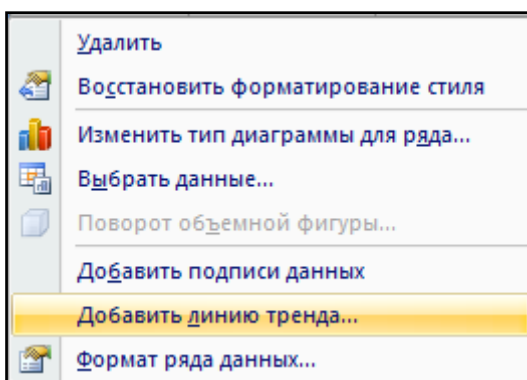 Удалить
Восстановить форматирование стиля
Изменить тип диаграммы для ряда...
Выбрать данные...
Поворот объемной фигуры...
Добавить подписи данных
Добавить линию тренда...
Формат ряда данных...